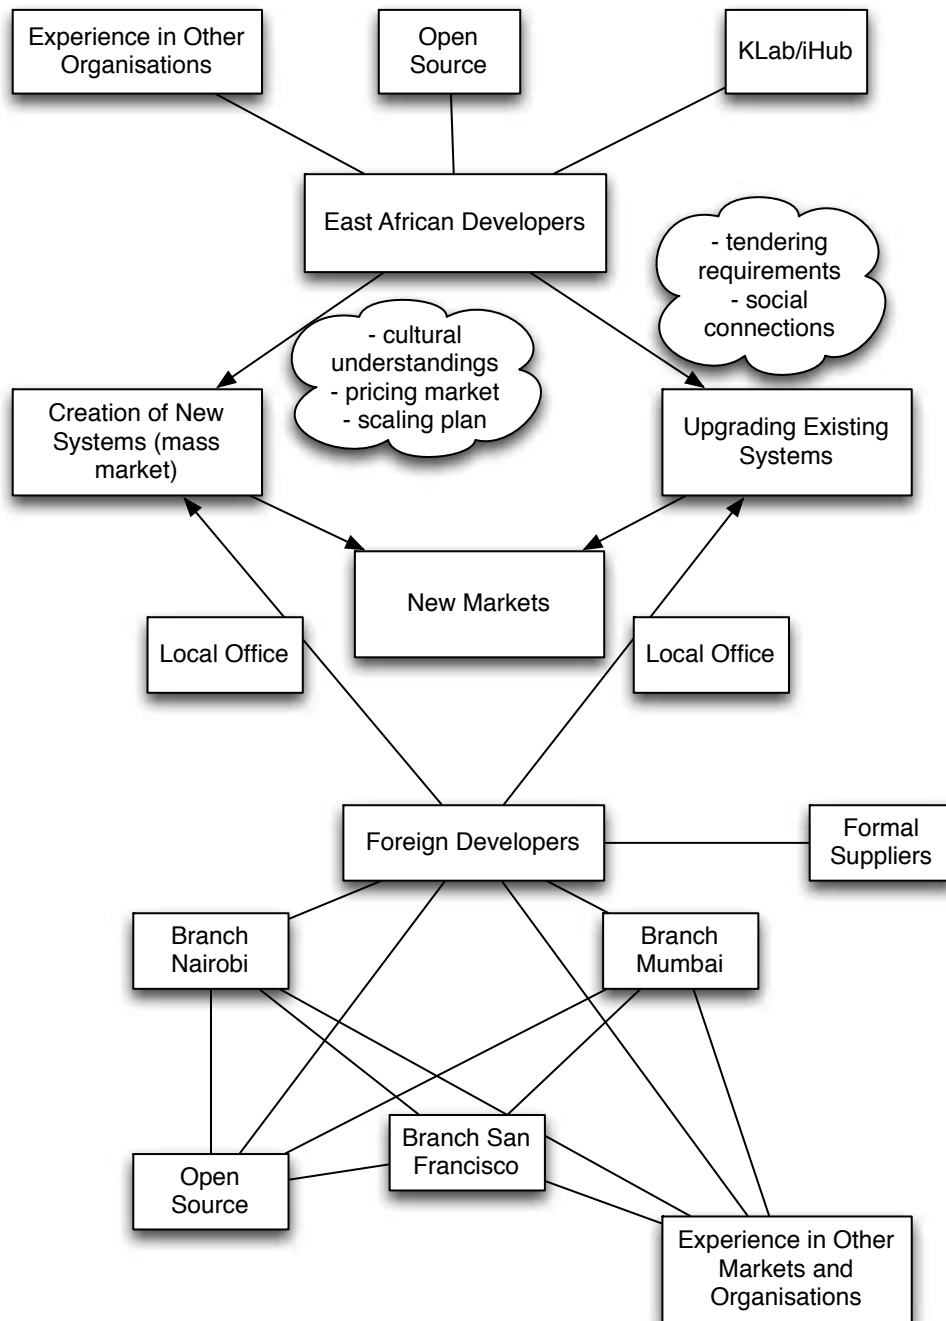 Experience in Other
Organisations
Open
Source
KLab/iHub
East African Developers
- tendering
requirements
- social
connections
- cultural
understandings
- pricing market
- scaling plan
Creation of New
Systems (mass
market)
Upgrading Existing
Systems
New Markets
Local Office
Local Office
Foreign Developers
Formal
Suppliers
Branch
Nairobi
Branch
Mumbai
Branch San
Francisco
Open
Source
Experience in Other
Markets and
Organisations